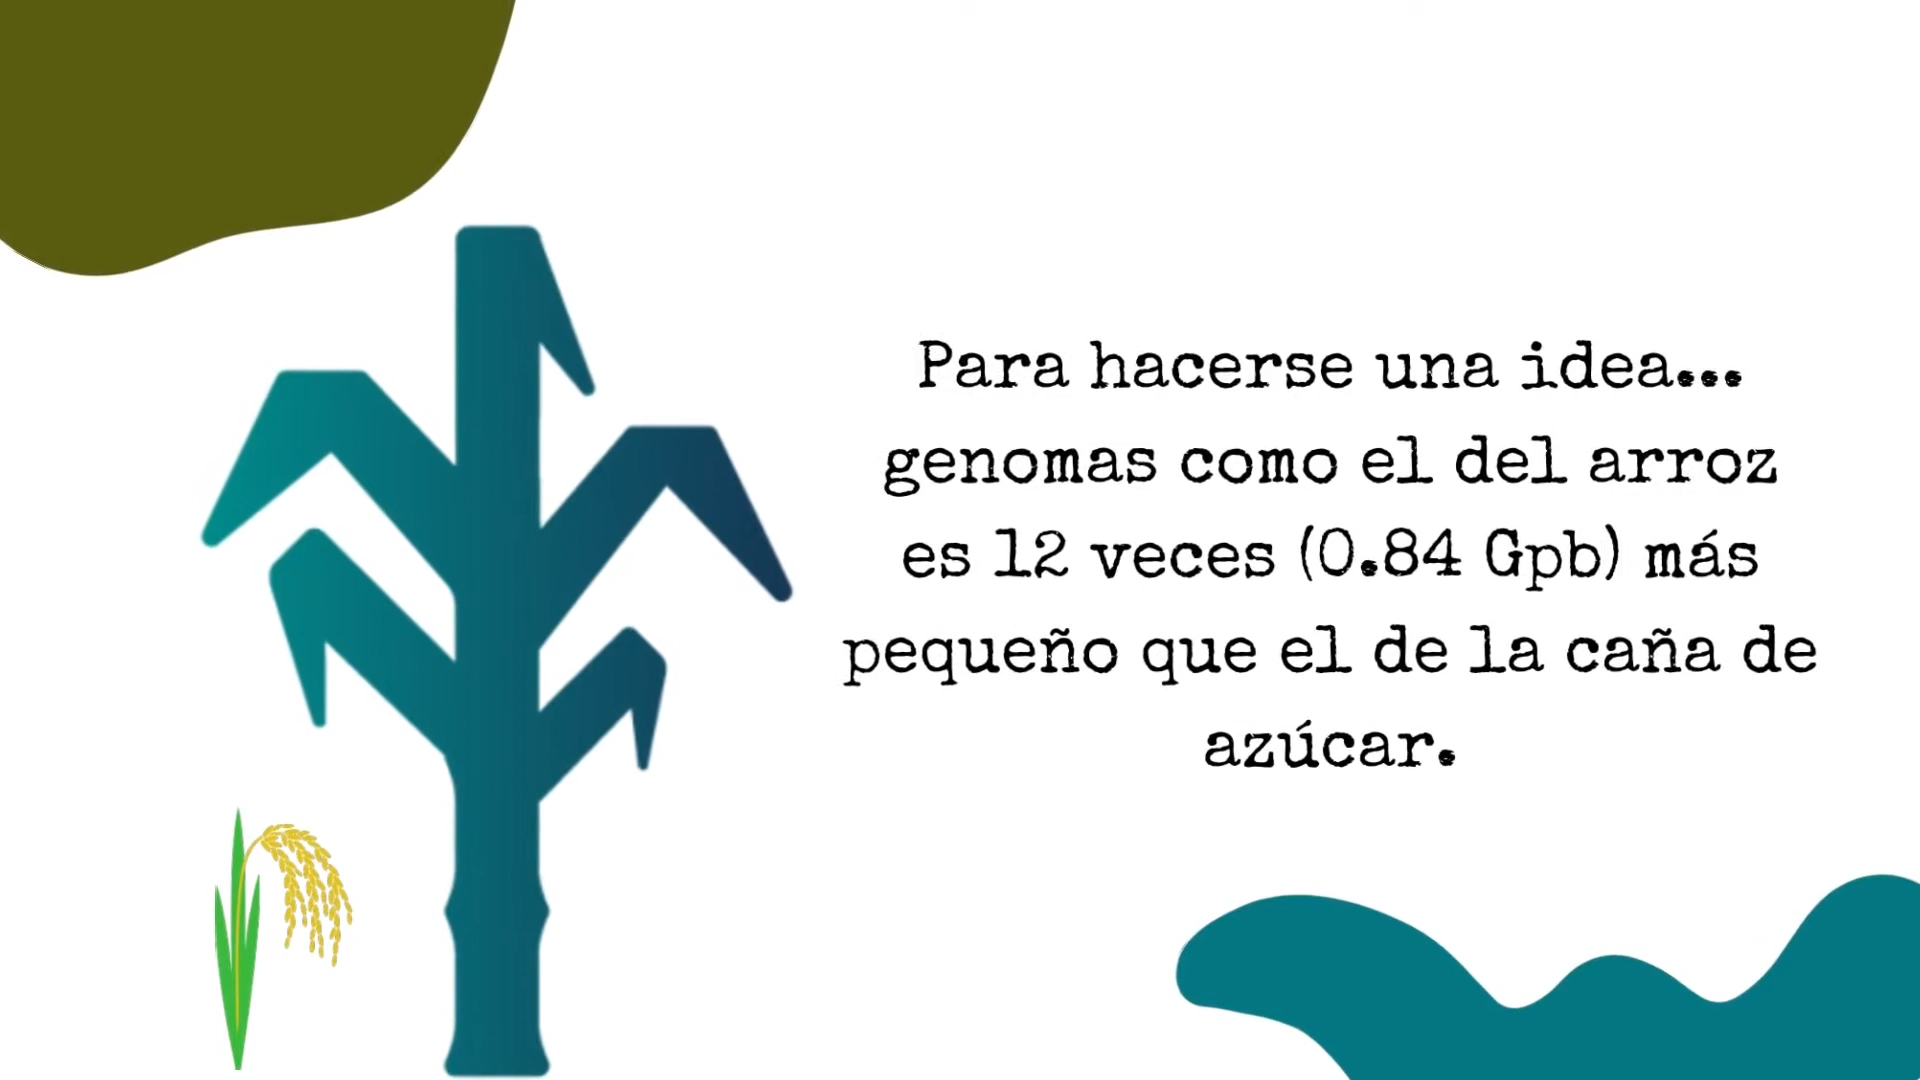 Para hacerse una idea...
genomas como el del arroz
es 12 veces (0.84 Gpb) más
pequeño que el de la caña de
azúcar.